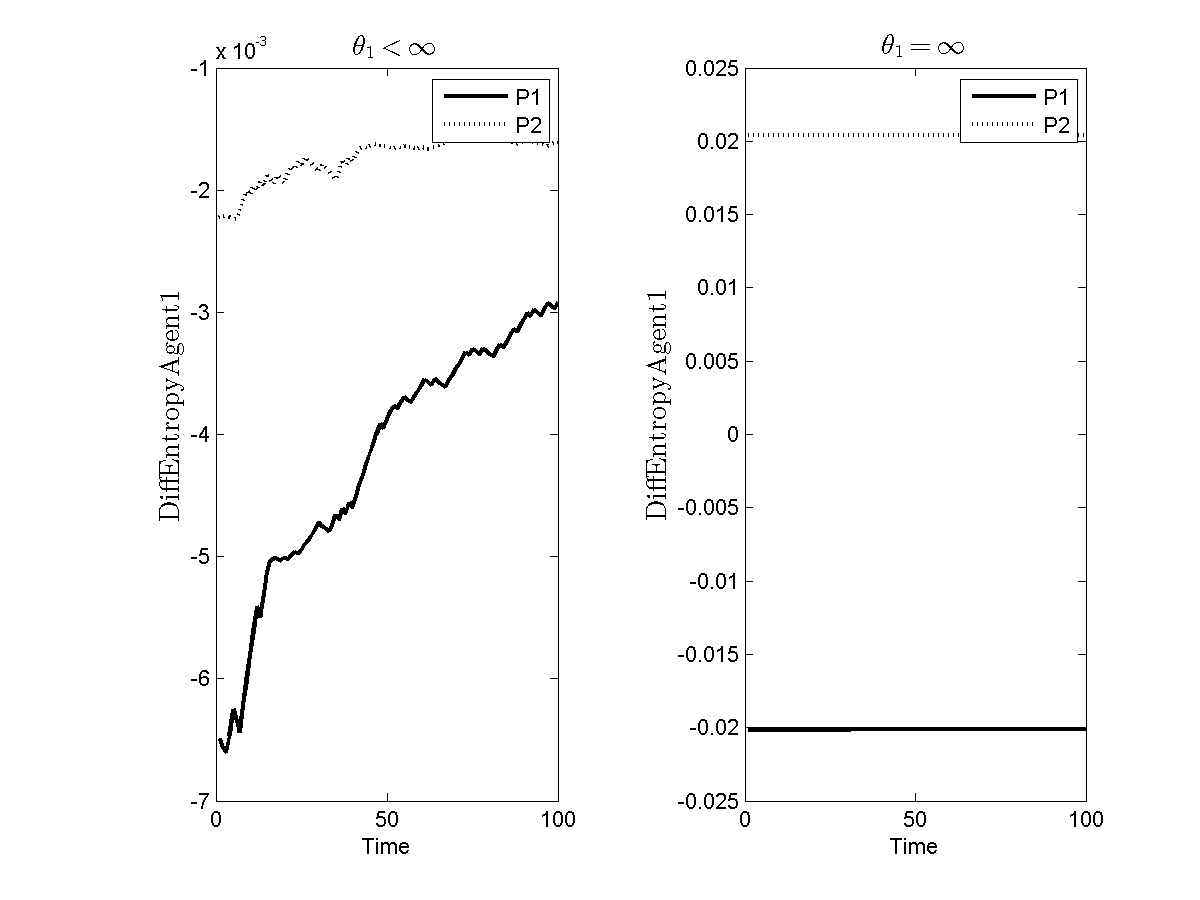 x 10-3
θ1 < ∞
-1
-2
-3
-4
-5
-6
-7
0
50
100
Time
DiffEntropyAgent1
P1
P2
θ1 = ∞
0.025
0.02
0.015
0.01
0.005
0
-0.005
-0.01
-0.015
-0.02
-0.025
0
50
100
Time
DiffEntropyAgent1
P1
P2